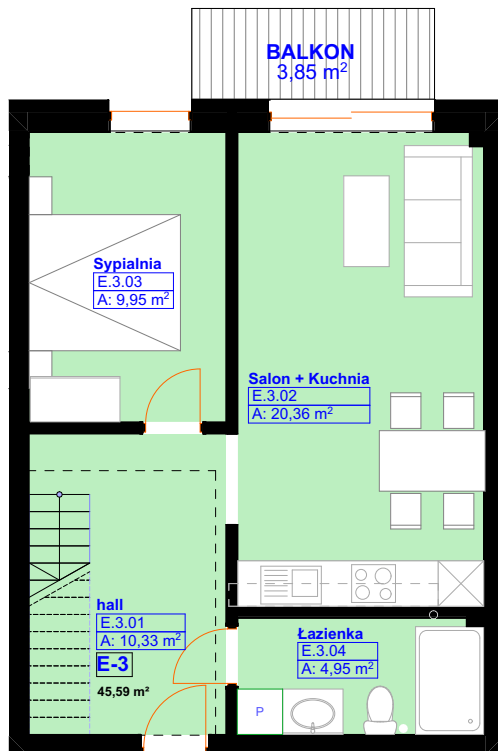 BALKON
3,85 m²
Sypialnia
E.3.03
A: 9,95 m²
Salon + Kuchnia
E.3.02
A: 20,36 m²
hall
E.3.01
A: 10,33 m²
E-3
45,59 m²
Łazienka
E.3.04
A: 4,95 m²
P